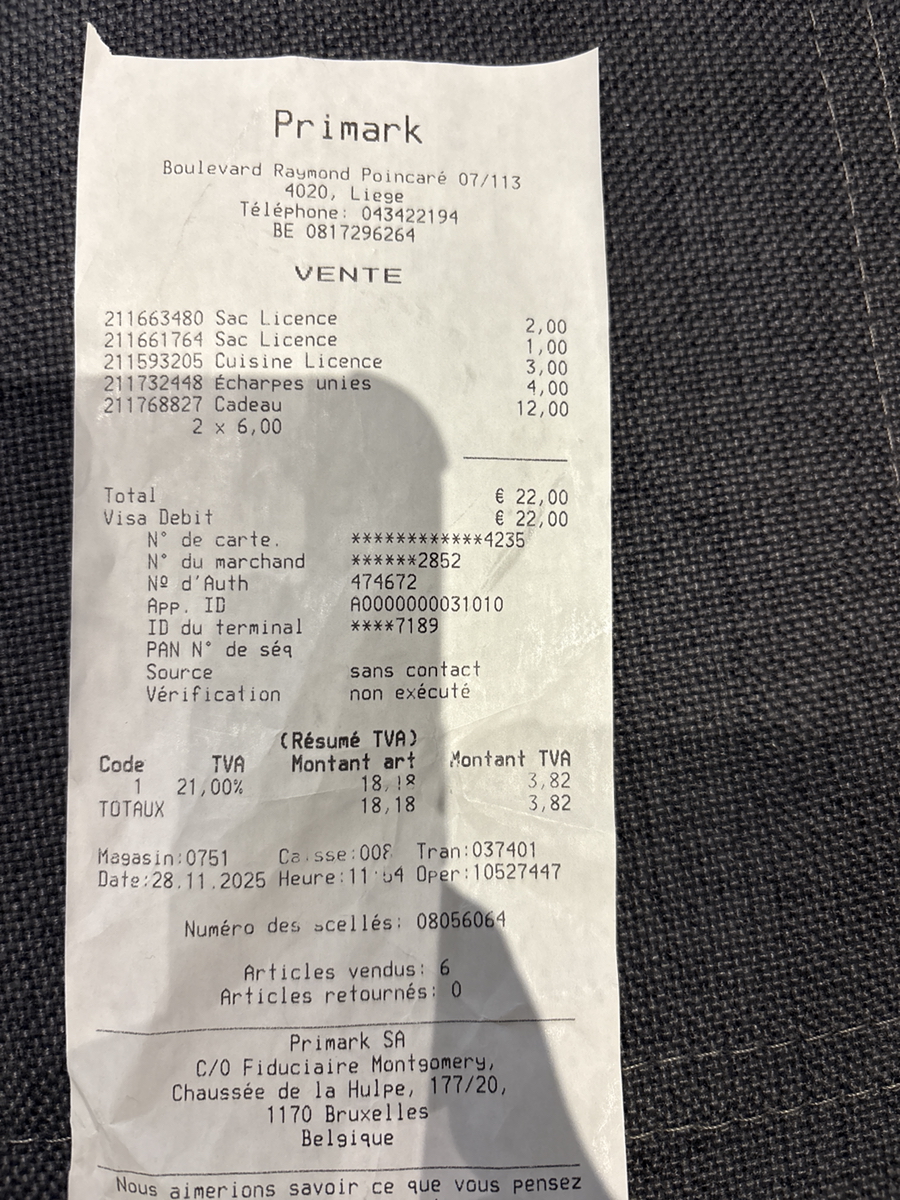 Primark
Boulevard Raymond Poincaré 07/113
4020, Liege
Téléphone: 043422194
BE 0817296264
VENTE
211663480 Sac Licence 2,00
211661764 Sac Licence 1,00
211593205 Cuisine Licence 3,00
211732448 Écharpes unies 4,00
211768827 Cadeau 12,00
2 x 6,00
Total € 22,00
Visa Debit € 22,00
N° de carte. ************4235
N° du marchand ******2852
Nº d'Auth 474672
App. ID A0000000031010
ID du terminal ****7189
PAN N° de séq
Source sans contact
Vérification non exécuté
(Résumé TVA)
Code TVA Montant art Montant TVA
1 21,00% 18,18 3,82
TOTAUX 18,18 3,82
Magasin:0751 Caisse:008 Tran:037401
Date:28.11.2025 Oper:10527447
Numéro des scellés: 08056064
Articles vendus: 6
Articles retournés: 0
Primark SA
C/O Fiduciaire Montgomery,
Chaussée de la Hulpe, 177/20,
1170 Bruxelles
Belgique
Nous aimerions savoir ce que vous pensez